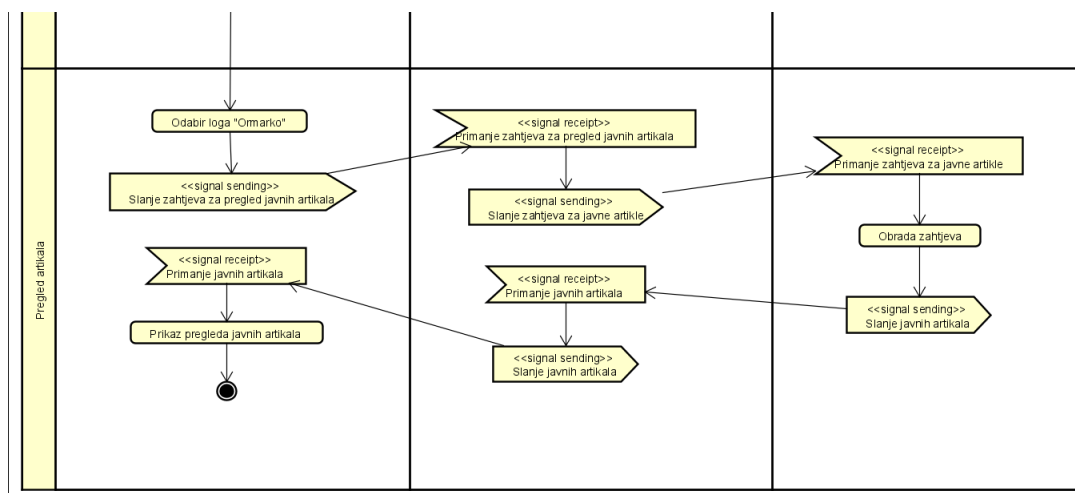 Pregled artikala
Odabir loga "Ormarko"
<<signal sending>>
Slanje zahtjeva za pregled javnih artikala
<<signal receipt>>
Primanje zahtjeva za pregled javnih artikala
<<signal sending>>
Slanje zahtjeva za javne artikle
<<signal receipt>>
Primanje zahtjeva za javne artikle
Obrada zahtjeva
<<signal sending>>
Slanje javnih artikala
<<signal receipt>>
Primanje javnih artikala
<<signal sending>>
Slanje javnih artikala
<<signal receipt>>
Primanje javnih artikala
Prikaz pregleda javnih artikala